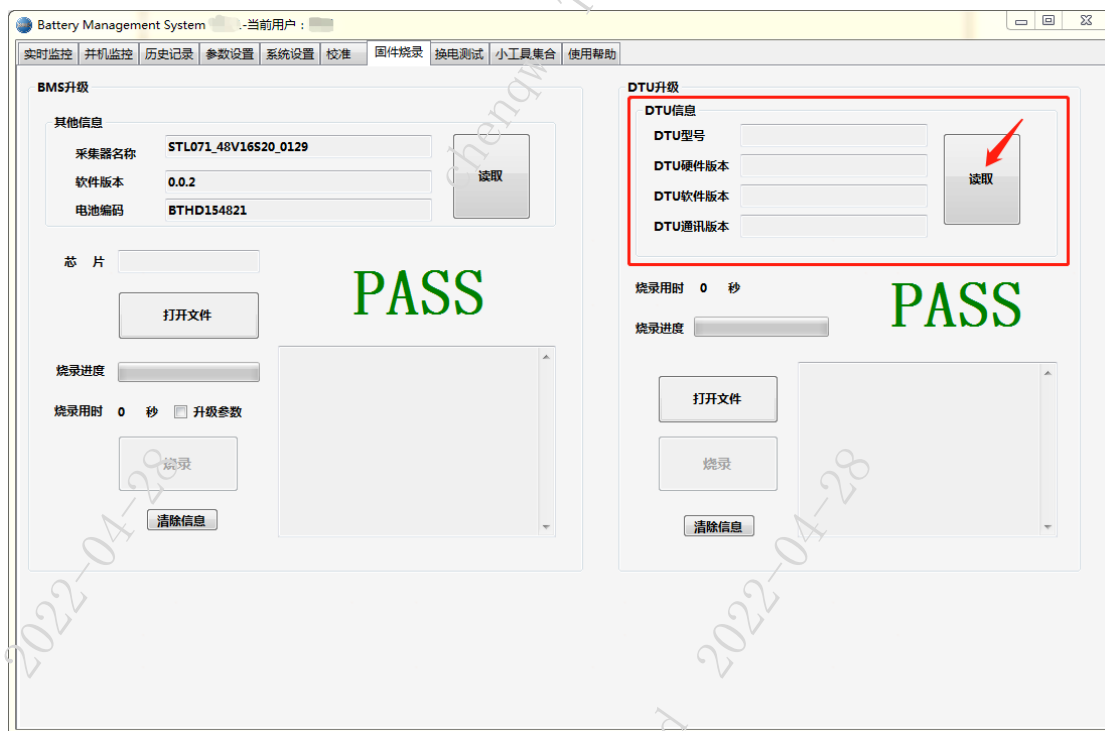 Battery Management System -当前用户：
实时监控 并机监控 历史记录 参数设置 系统设置 校准 固件烧录 换电测试 小工具集合 使用帮助
BMS升级
其他信息
采集器名称 STL071_48V16S20_0129
软件版本 0.0.2
电池编码 BTHD154821
读取
芯 片
打开文件
PASS
烧录进度
烧录用时 0 秒 升级参数
烧录
清除信息
DTU升级
DTU信息
DTU型号
DTU硬件版本
DTU软件版本
DTU通讯版本
读取
烧录用时 0 秒
烧录进度
PASS
打开文件
烧录
清除信息
chenqw
2022-04-28
2022-04-28